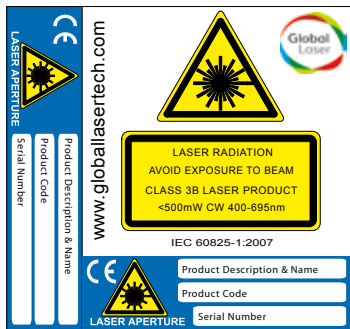 CE
LASER APERTURE
Product Description & Name
Product Code
Serial Number
www.globallasertech.com
Global
Laser
LASER RADIATION
AVOID EXPOSURE TO BEAM
CLASS 3B LASER PRODUCT
<500mW CW 400-695nm
IEC 60825-1:2007
CE
LASER APERTURE
Product Description & Name
Product Code
Serial Number